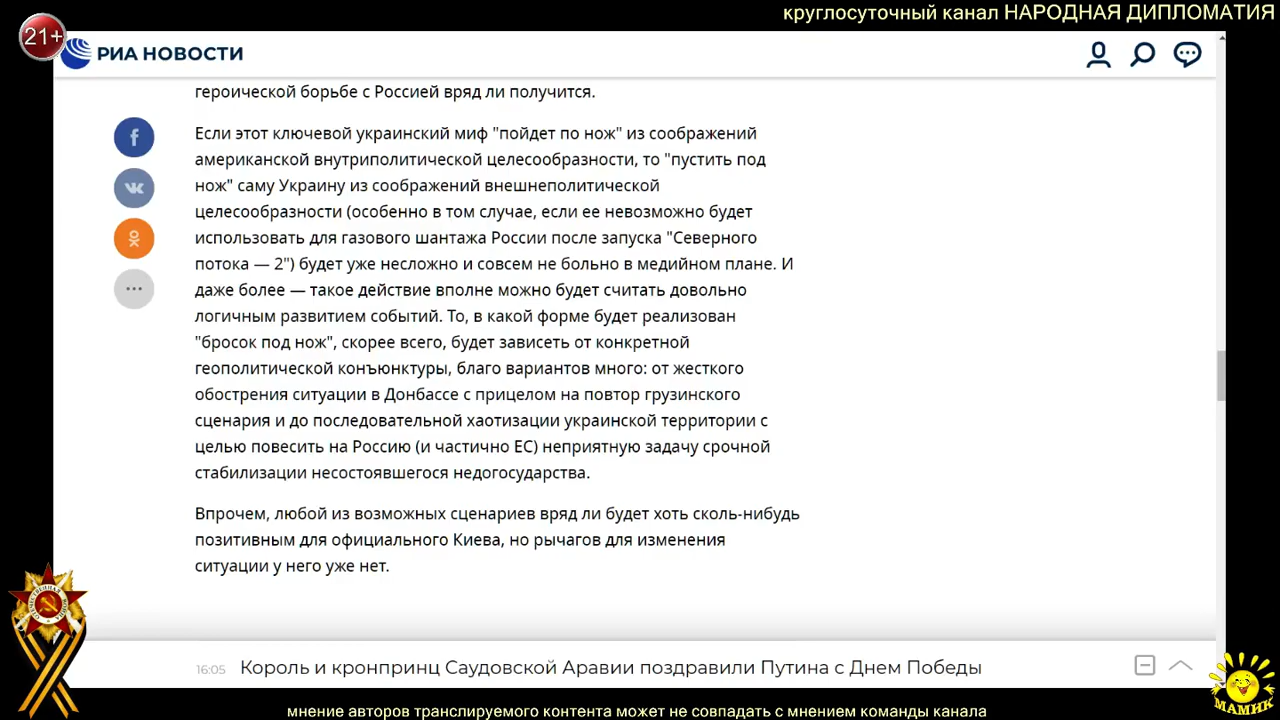 круглосуточный канал НАРОДНАЯ ДИПЛОМАТИЯ
21+
РИА НОВОСТИ
героической борьбе с Россией вряд ли получится.
Если этот ключевой украинский миф "пойдет по нож" из соображений
американской внутриполитической целесообразности, то "пустить под
нож" саму Украину из соображений внешнеполитической
целесообразности (особенно в том случае, если ее невозможно будет
использовать для газового шантажа России после запуска "Северного
потока — 2") будет уже несложно и совсем не больно в медийном плане. И
даже более — такое действие вполне можно будет считать довольно
логичным развитием событий. То, в какой форме будет реализован
"бросок под нож", скорее всего, будет зависеть от конкретной
геополитической конъюнктуры, благо вариантов много: от жесткого
обострения ситуации в Донбассе с прицелом на повтор грузинского
сценария и до последовательной хаотизации украинской территории с
целью повесить на Россию (и частично ЕС) неприятную задачу срочной
стабилизации несостоявшегося недогосударства.
Впрочем, любой из возможных сценариев вряд ли будет хоть сколь-нибудь
позитивным для официального Киева, но рычагов для изменения
ситуации у него уже нет.
16:05 Король и кронпринц Саудовской Аравии поздравили Путина с Днем Победы
МАМИК
мнение авторов транслируемого контента может не совпадать с мнением команды канала